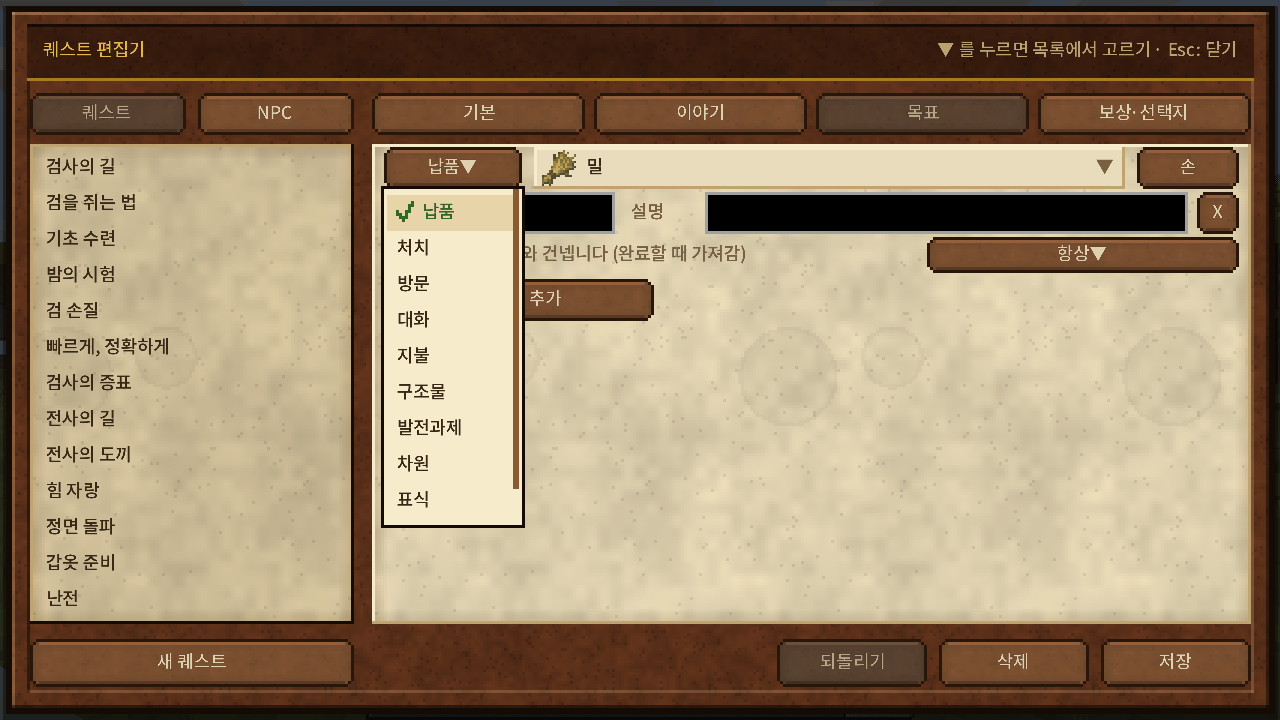 퀘스트 편집기
▼ 를 누르면 목록에서 고르기 · Esc: 닫기
퀘스트
NPC
기본
이야기
목표
보상·선택지
검사의 길
검을 쥐는 법
기초 수련
밤의 시험
검 손질
빠르게, 정확하게
검사의 증표
전사의 길
전사의 도끼
힘 자랑
정면 돌파
갑옷 준비
난전
납품▼
밀
▼
손
설명
X
와 건넵니다 (완료할 때 가져감)
항상▼
추가
납품
처치
방문
대화
지불
구조물
발전과제
차원
표식
새 퀘스트
되돌리기
삭제
저장